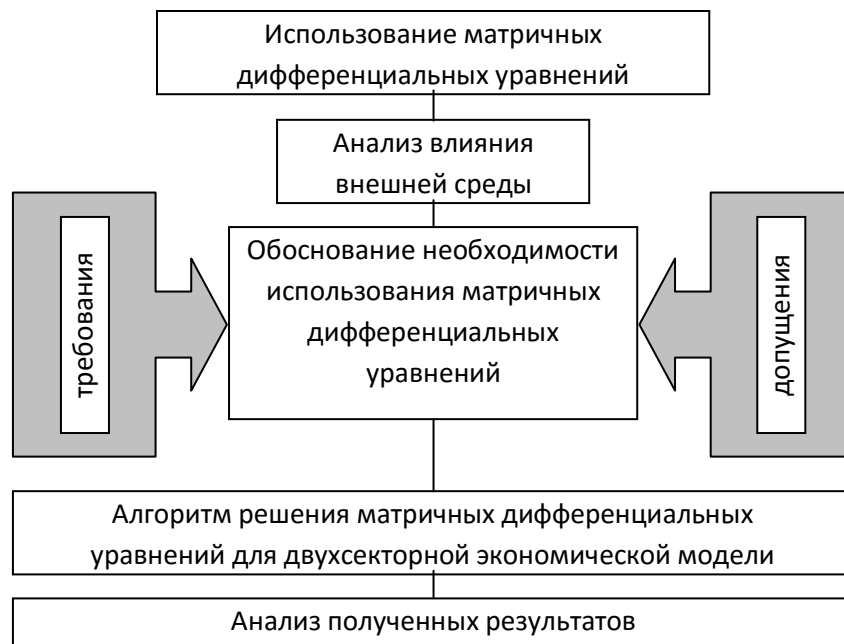 Использование матричных
дифференциальных уравнений
Анализ влияния
внешней среды
требования
Обоснование необходимости
использования матричных
дифференциальных
уравнений
допущения
Алгоритм решения матричных дифференциальных
уравнений для двухсекторной экономической модели
Анализ полученных результатов